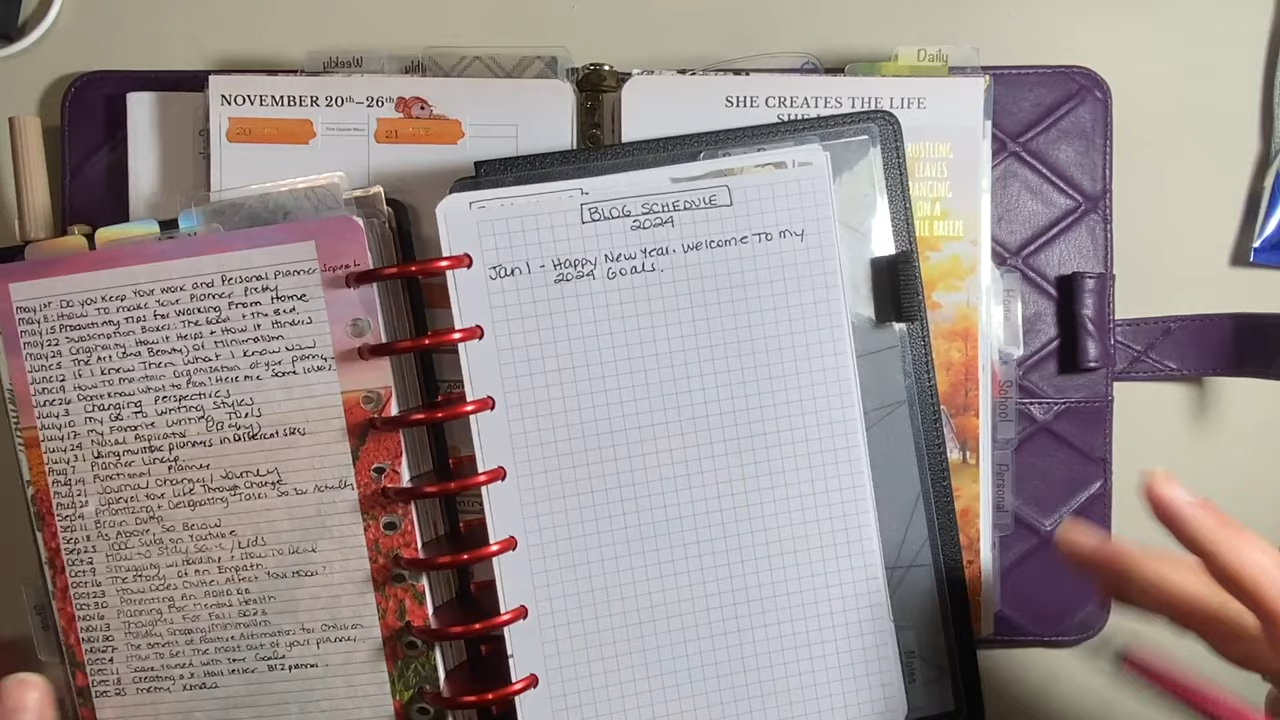 Weekly
Daily
NOVEMBER 20th-26th
20
21
SHE CREATES THE LIFE
RUSTLING
LEAVES
DANCING
ON A
BREEZE
School
Personal
Notes
BLOG SCHEDULE
2024
Jan 1 - Happy New Year. Welcome To My
2024 Goals.
May 1st: Do You Keep Your Work and Personal Planner
May 8: How To make Your Planner Pretty
May 15 Productivity Tips for Working From Home
May 22 Subscription Boxes: The Good + the Bad
May 29 Originality: How it Helps + How it Hinders
June 5 The Art (and Beauty) of Minimalism
June 12 If I Knew Then What I Know Now
June 19 How To Maintain Organization of your planner
June 26 Don't Know What to Plan? Here Are Some Ideas
July 3 Changing Perspectives
July 10 My Go-To Writing Styles
July 17 My Favorite Writing Tools
July 24 Nasal Aspirator (Baby)
July 31 Using multiple planners in Different Sizes
Aug 7 Planner Lineup
Aug 14 Functional Planner
Aug 21 Journal Changes / Journey
Aug 28 Uplevel Your Life Through Change
Sep 4 Prioritizing + Designating Tasks So You Actually
Sep 11 Brain Dump
Sep 18 As Above, So Below
Sep 25 100 Subs on Youtube
Oct 2 How to Stay Sane / Kids
Oct 9 Struggling w/ Hardship + How To Deal
Oct 16 The Story of An Empath
Oct 23 How Does Clutter Affect Your Mood?
Oct 30 Parenting An ADHD Kid
Nov 6 Planning For Mental Health
Nov 13 Thoughts For Fall 2023
Nov 20 Holiday Shopping/Minimalism
Nov 27 The Benefit of Positive Affirmations for Children
Dec 4 How To Get The Most out of your planner
Dec 11 Scare Yourself with Your Goals
Dec 18 Creating a Jr. Half letter Planner
Dec 25 Merry Xmas